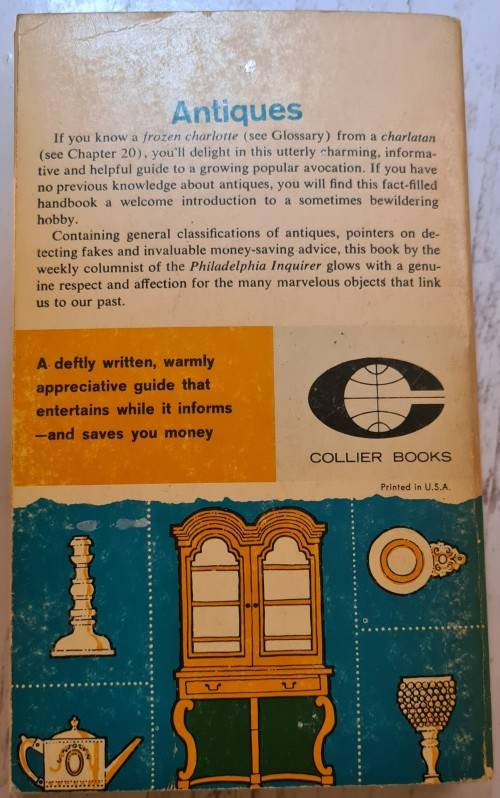 Antiques
If you know a frozen charlotte (see Glossary) from a charlatan
(see Chapter 20), you'll delight in this utterly charming, informa-
tive and helpful guide to a growing popular avocation. If you have
no previous knowledge about antiques, you will find this fact-filled
handbook a welcome introduction to a sometimes bewildering
hobby.
Containing general classifications of antiques, pointers on de-
tecting fakes and invaluable money-saving advice, this book by the
weekly columnist of the Philadelphia Inquirer glows with a genu-
ine respect and affection for the many marvelous objects that link
us to our past.
A deftly written, warmly
appreciative guide that
entertains while it informs
—and saves you money
COLLIER BOOKS
Printed in U.S.A.